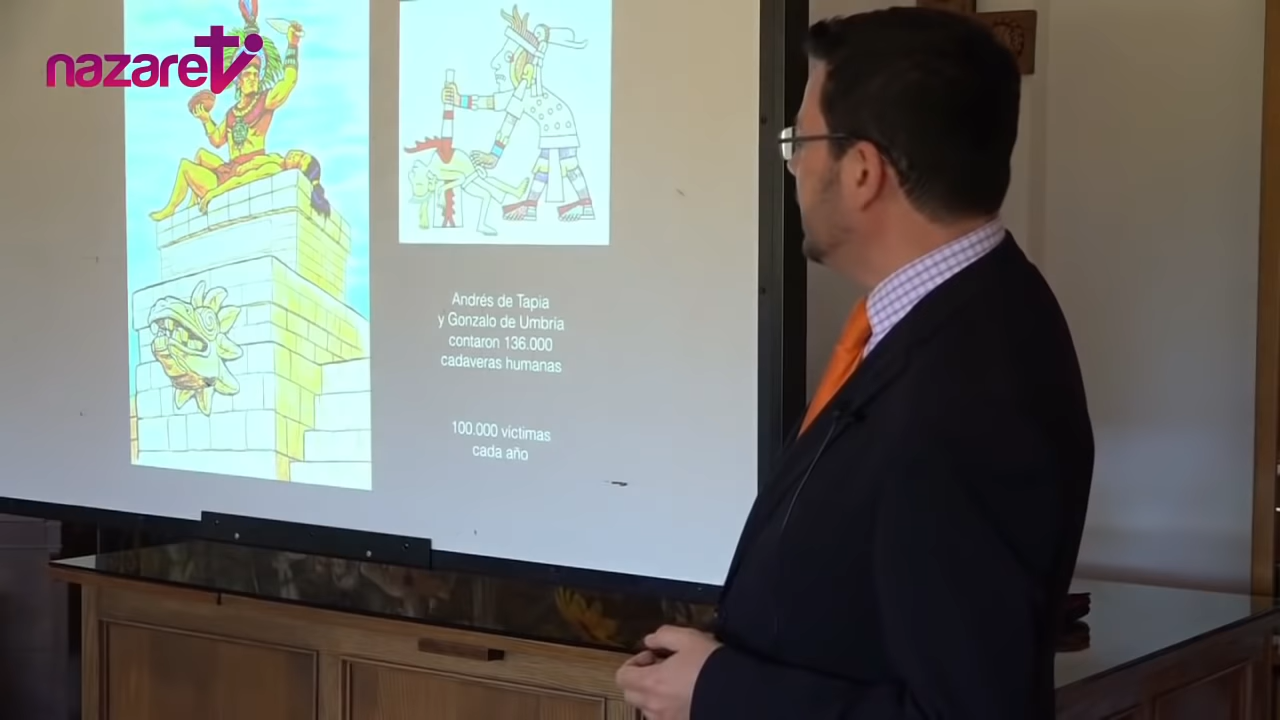 nazaretv
Andrés de Tapia
y Gonzalo de Umbría
contaron 136.000
cadaveras humanas
100.000 víctimas
cada año